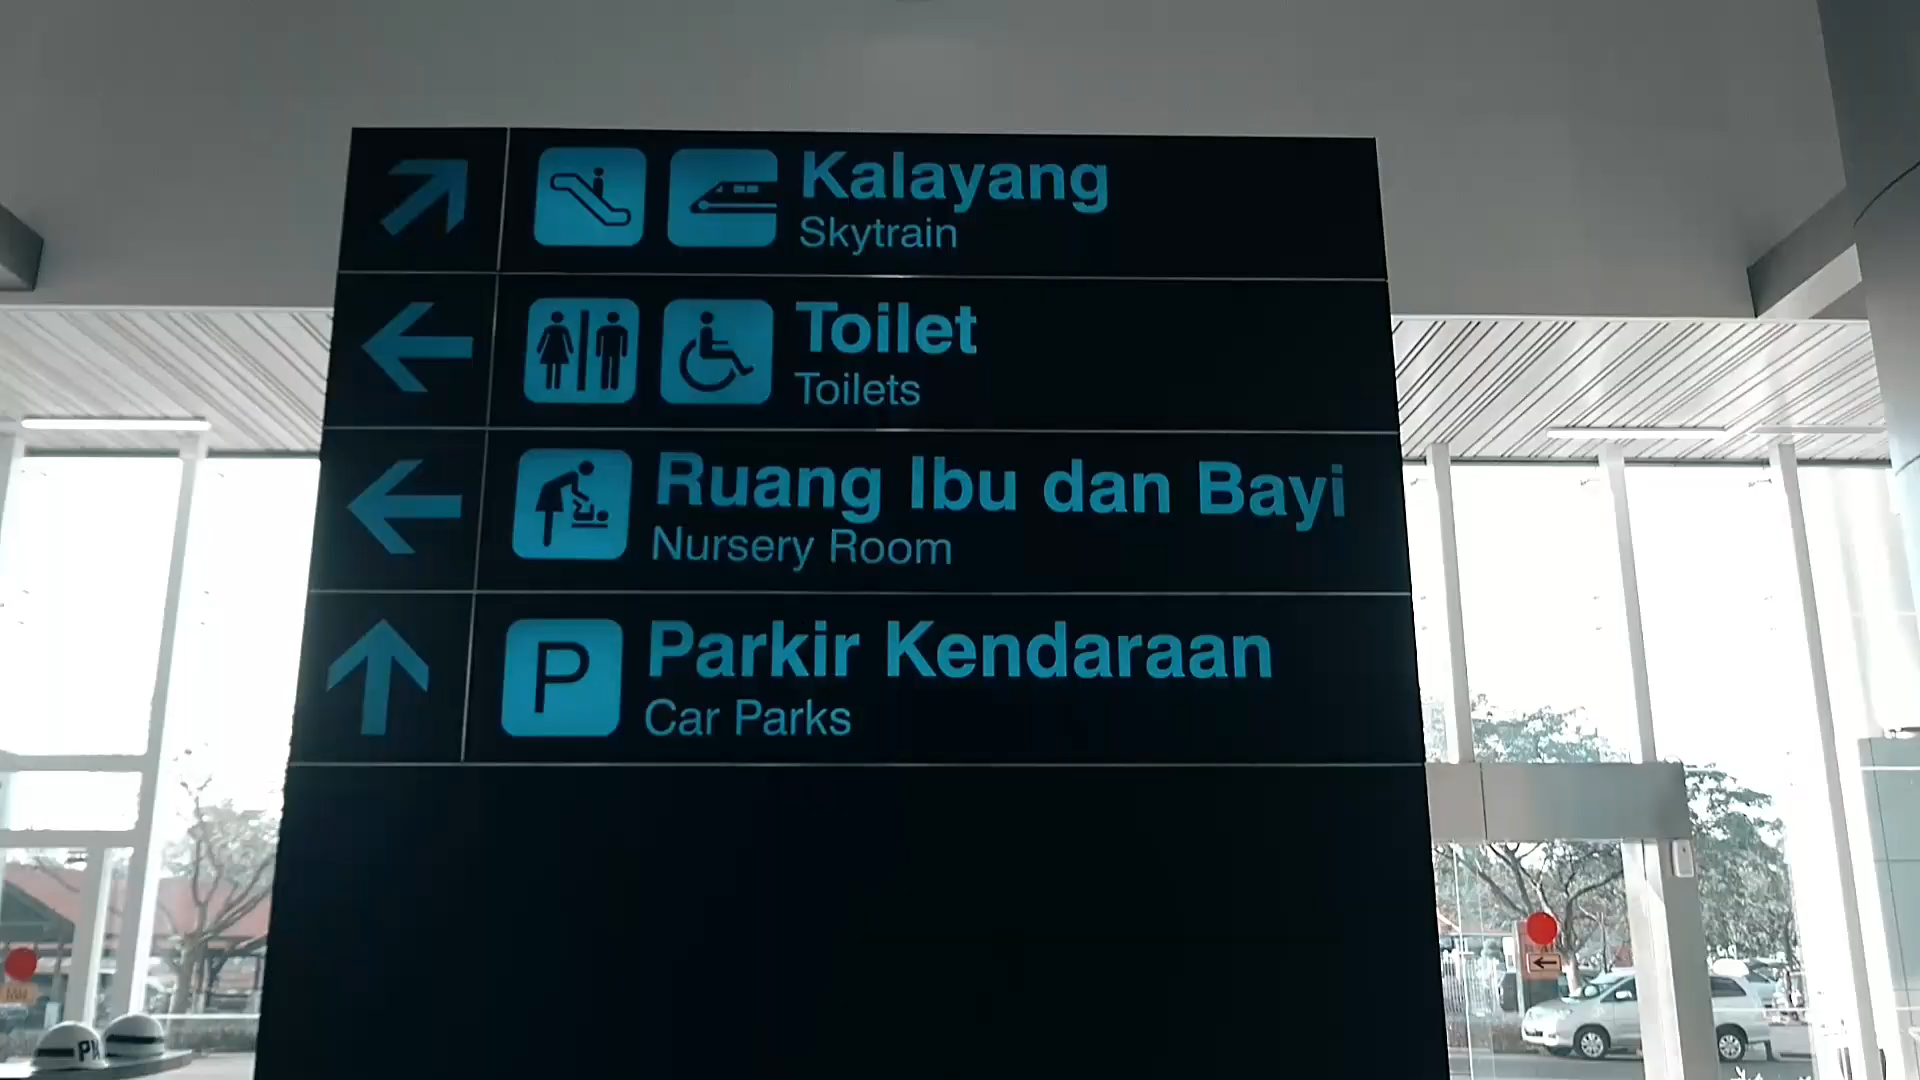 Kalayang
Skytrain
Toilet
Toilets
Ruang Ibu dan Bayi
Nursery Room
P
Parkir Kendaraan
Car Parks